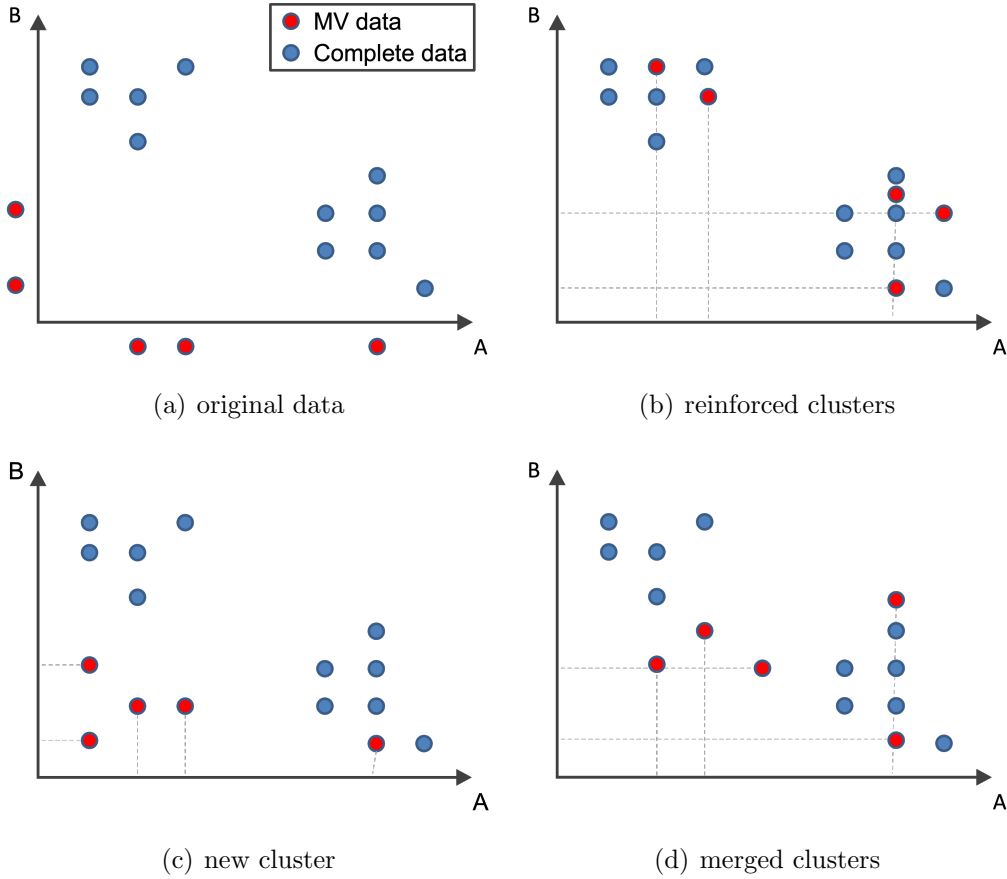 B
MV data
Complete data
A
(a) original data
B
A
(b) reinforced clusters
B
A
(c) new cluster
B
A
(d) merged clusters